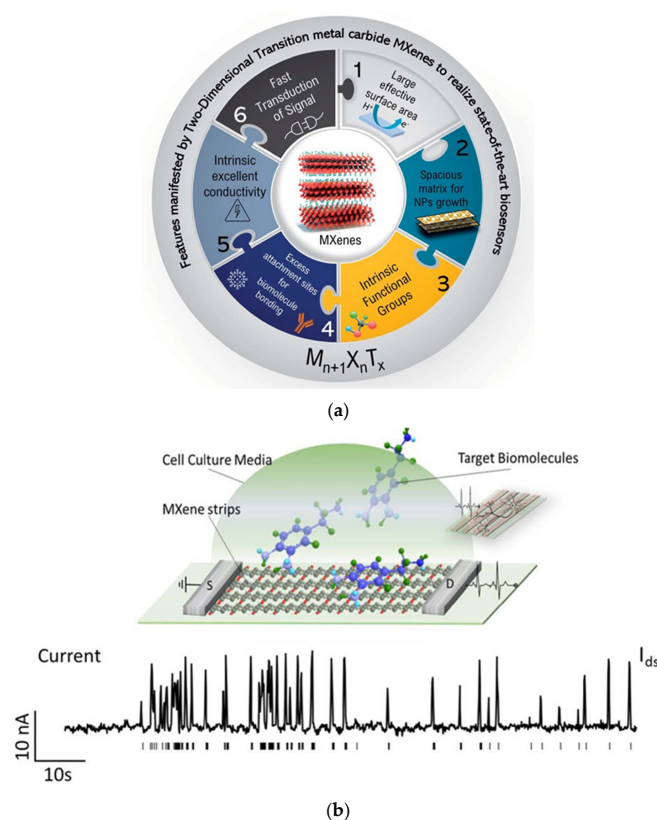 Features manifested by Two-Dimensional Transition metal carbide MXenes to realize state-of-the-art biosensors
1
Large
effective
surface area
H+
e-
2
Spacious
matrix for
NPs growth
3
Intrinsic
Functional
Groups
4
Excess
attachment sites
for
biomolecule
bonding
5
Intrinsic
excellent
conductivity
6
Fast
Transduction
of Signal
MXenes
Mn+1XnTx
(a)
Cell Culture Media
Target Biomolecules
MXene strips
S
D
Current
Ids
10 nA
10s
(b)